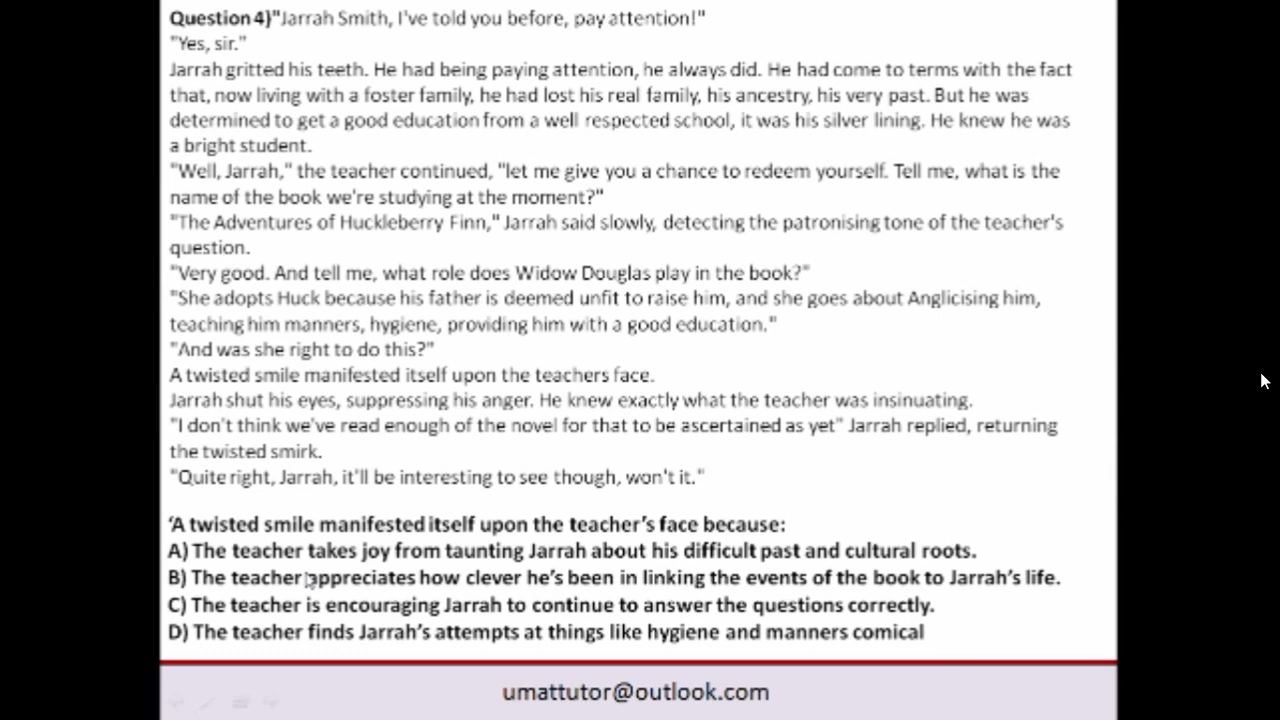 Question 4)"Jarrah Smith, I've told you before, pay attention!"
"Yes, sir."
Jarrah gritted his teeth. He had being paying attention, he always did. He had come to terms with the fact
that, now living with a foster family, he had lost his real family, his ancestry, his very past. But he was
determined to get a good education from a well respected school, it was his silver lining. He knew he was
a bright student.
"Well, Jarrah," the teacher continued, "let me give you a chance to redeem yourself. Tell me, what is the
name of the book we're studying at the moment?"
"The Adventures of Huckleberry Finn," Jarrah said slowly, detecting the patronising tone of the teacher's
question.
"Very good. And tell me, what role does Widow Douglas play in the book?"
"She adopts Huck because his father is deemed unfit to raise him, and she goes about Anglicising him,
teaching him manners, hygiene, providing him with a good education."
"And was she right to do this?"
A twisted smile manifested itself upon the teachers face.
Jarrah shut his eyes, suppressing his anger. He knew exactly what the teacher was insinuating.
"I don't think we've read enough of the novel for that to be ascertained as yet" Jarrah replied, returning
the twisted smirk.
"Quite right, Jarrah, it'll be interesting to see though, won't it."
‘A twisted smile manifested itself upon the teacher’s face because:
A) The teacher takes joy from taunting Jarrah about his difficult past and cultural roots.
B) The teacher appreciates how clever he’s been in linking the events of the book to Jarrah’s life.
C) The teacher is encouraging Jarrah to continue to answer the questions correctly.
D) The teacher finds Jarrah’s attempts at things like hygiene and manners comical
umattutor@outlook.com